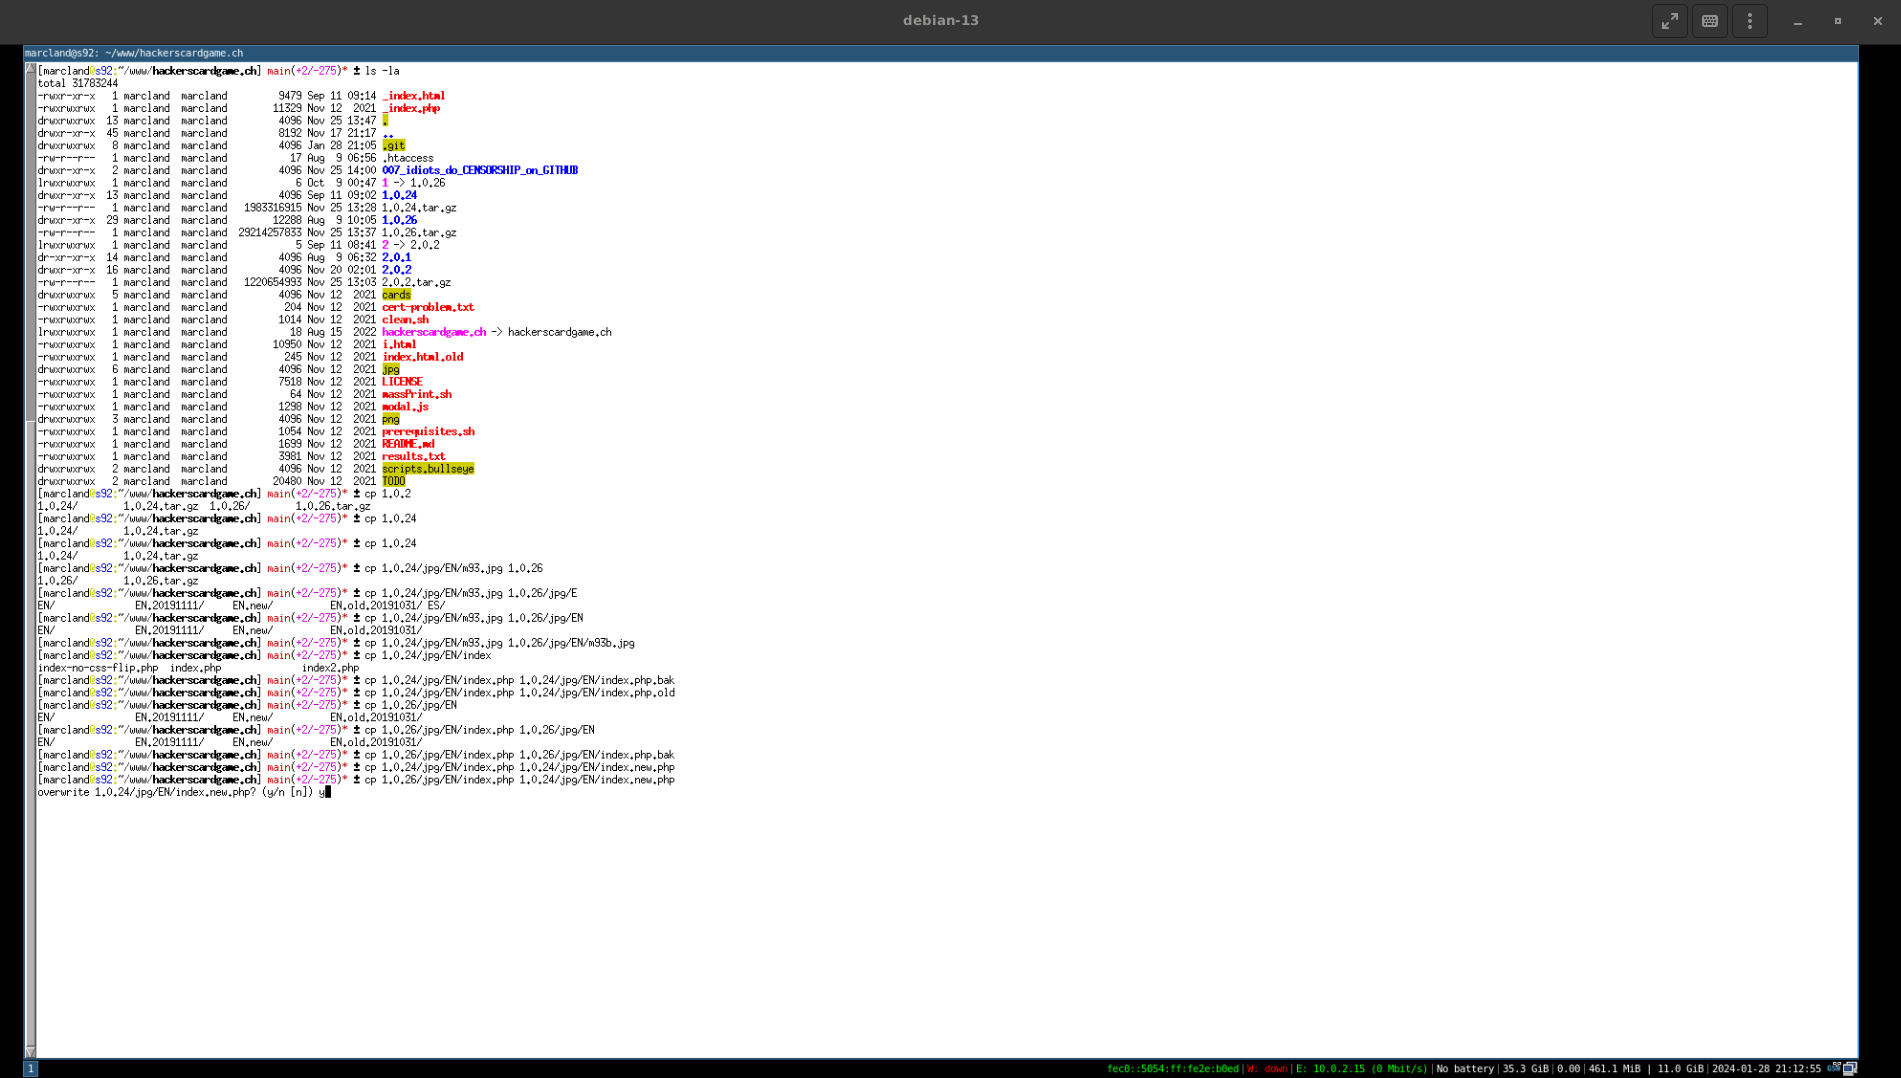 debian-13
marcland@s92: ~/www/hackerscardgame.ch
[marcland@s92:~/www/hackerscardgame.ch] main(+2/-275)* ± ls -la
total 31783244
-rwxr-xr-x 1 marcland marcland 9479 Sep 11 09:14 _index.html
-rwxrwxrwx 1 marcland marcland 11329 Nov 12 2021 _index.php
drwxrwxrwx 13 marcland marcland 4096 Nov 25 13:47 .
drwxr-xr-x 45 marcland marcland 8192 Nov 17 21:17 ..
drwxrwxrwx 8 marcland marcland 4096 Jan 28 21:05 .git
-rw-r--r-- 1 marcland marcland 17 Aug 9 06:56 .htaccess
drwxr-xr-x 2 marcland marcland 4096 Nov 25 14:00 007_idiots_do_CENSORSHIP_on_GITHUB
lrwxrwxrwx 1 marcland marcland 6 Oct 9 00:47 1 -> 1.0.26
drwxr-xr-x 13 marcland marcland 4096 Sep 11 09:02 1.0.24
-rw-r--r-- 1 marcland marcland 1983316915 Nov 25 13:28 1.0.24.tar.gz
drwxr-xr-x 29 marcland marcland 12288 Aug 9 10:05 1.0.26
-rw-r--r-- 1 marcland marcland 29214257833 Nov 25 13:37 1.0.26.tar.gz
lrwxrwxrwx 1 marcland marcland 5 Sep 11 08:41 2 -> 2.0.2
dr-xr-xr-x 14 marcland marcland 4096 Aug 9 06:32 2.0.1
drwxr-xr-x 16 marcland marcland 4096 Nov 20 02:01 2.0.2
-rw-r--r-- 1 marcland marcland 1220654993 Nov 25 13:03 2.0.2.tar.gz
drwxrwxrwx 5 marcland marcland 4096 Nov 12 2021 cards
-rwxrwxrwx 1 marcland marcland 204 Nov 12 2021 cert-problem.txt
-rwxrwxrwx 1 marcland marcland 1014 Nov 12 2021 clean.sh
lrwxrwxrwx 1 marcland marcland 18 Aug 15 2022 hackerscardgame.ch -> hackerscardgame.ch
-rwxrwxrwx 1 marcland marcland 10950 Nov 12 2021 i.html
-rwxrwxrwx 1 marcland marcland 245 Nov 12 2021 index.html.old
drwxrwxrwx 6 marcland marcland 4096 Nov 12 2021 jpg
-rwxrwxrwx 1 marcland marcland 7518 Nov 12 2021 LICENSE
-rwxrwxrwx 1 marcland marcland 64 Nov 12 2021 massPrint.sh
-rwxrwxrwx 1 marcland marcland 1298 Nov 12 2021 modal.js
drwxrwxrwx 3 marcland marcland 4096 Nov 12 2021 png
-rwxrwxrwx 1 marcland marcland 1054 Nov 12 2021 prerequisites.sh
-rwxrwxrwx 1 marcland marcland 1699 Nov 12 2021 README.md
-rwxrwxrwx 1 marcland marcland 3981 Nov 12 2021 results.txt
drwxrwxrwx 2 marcland marcland 4096 Nov 12 2021 scripts.bullseye
drwxrwxrwx 2 marcland marcland 20480 Nov 12 2021 TODO
[marcland@s92:~/www/hackerscardgame.ch] main(+2/-275)* ± cp 1.0.2
1.0.24/ 1.0.24.tar.gz 1.0.26/ 1.0.26.tar.gz
[marcland@s92:~/www/hackerscardgame.ch] main(+2/-275)* ± cp 1.0.24
1.0.24/ 1.0.24.tar.gz
[marcland@s92:~/www/hackerscardgame.ch] main(+2/-275)* ± cp 1.0.24
1.0.24/ 1.0.24.tar.gz
[marcland@s92:~/www/hackerscardgame.ch] main(+2/-275)* ± cp 1.0.24/jpg/EN/m93.jpg 1.0.26
1.0.26/ 1.0.26.tar.gz
[marcland@s92:~/www/hackerscardgame.ch] main(+2/-275)* ± cp 1.0.24/jpg/EN/m93.jpg 1.0.26/jpg/E
EN/ EN.20191111/ EN.new/ EN.old.20191031/ ES/
[marcland@s92:~/www/hackerscardgame.ch] main(+2/-275)* ± cp 1.0.24/jpg/EN/m93.jpg 1.0.26/jpg/EN
EN/ EN.20191111/ EN.new/ EN.old.20191031/
[marcland@s92:~/www/hackerscardgame.ch] main(+2/-275)* ± cp 1.0.24/jpg/EN/m93.jpg 1.0.26/jpg/EN/m93b.jpg
[marcland@s92:~/www/hackerscardgame.ch] main(+2/-275)* ± cp 1.0.24/jpg/EN/index
index-no-css-flip.php index.php index2.php
[marcland@s92:~/www/hackerscardgame.ch] main(+2/-275)* ± cp 1.0.24/jpg/EN/index.php 1.0.24/jpg/EN/index.php.bak
[marcland@s92:~/www/hackerscardgame.ch] main(+2/-275)* ± cp 1.0.24/jpg/EN/index.php 1.0.24/jpg/EN/index.php.old
[marcland@s92:~/www/hackerscardgame.ch] main(+2/-275)* ± cp 1.0.26/jpg/EN
EN/ EN.20191111/ EN.new/ EN.old.20191031/
[marcland@s92:~/www/hackerscardgame.ch] main(+2/-275)* ± cp 1.0.26/jpg/EN/index.php 1.0.26/jpg/EN
EN/ EN.20191111/ EN.new/ EN.old.20191031/
[marcland@s92:~/www/hackerscardgame.ch] main(+2/-275)* ± cp 1.0.26/jpg/EN/index.php 1.0.26/jpg/EN/index.php.bak
[marcland@s92:~/www/hackerscardgame.ch] main(+2/-275)* ± cp 1.0.24/jpg/EN/index.php 1.0.24/jpg/EN/index.new.php
[marcland@s92:~/www/hackerscardgame.ch] main(+2/-275)* ± cp 1.0.26/jpg/EN/index.php 1.0.24/jpg/EN/index.new.php
overwrite 1.0.24/jpg/EN/index.new.php? (y/n [n]) y
1 fec0::5054:ff:fe2e:b0ed|W: down|E: 10.0.2.15 (0 Mbit/s)|No battery|35.3 GiB|0.00|461.1 MiB | 11.0 GiB|2024-01-28 21:12:55